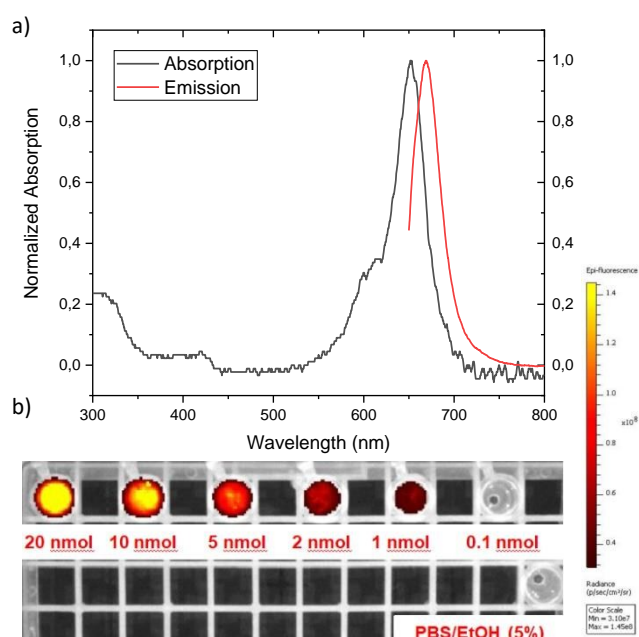 a)
1,0
0,8
0,6
0,4
0,2
0,0
Absorption
Emission
1,0
0,8
0,6
0,4
0,2
0,0
Normalized Absorption
300 400 500 600 700 800
Wavelength (nm)
b)
20 nmol 10 nmol 5 nmol 2 nmol 1 nmol 0.1 nmol
PBS/EtOH (5%)
Epi-fluorescence
1.4
1.2
1.0
x10⁸
0.8
0.6
0.4
Radiance
(p/sec/cm²/sr)
Color Scale
Min = 3.10e7
Max = 1.45e8